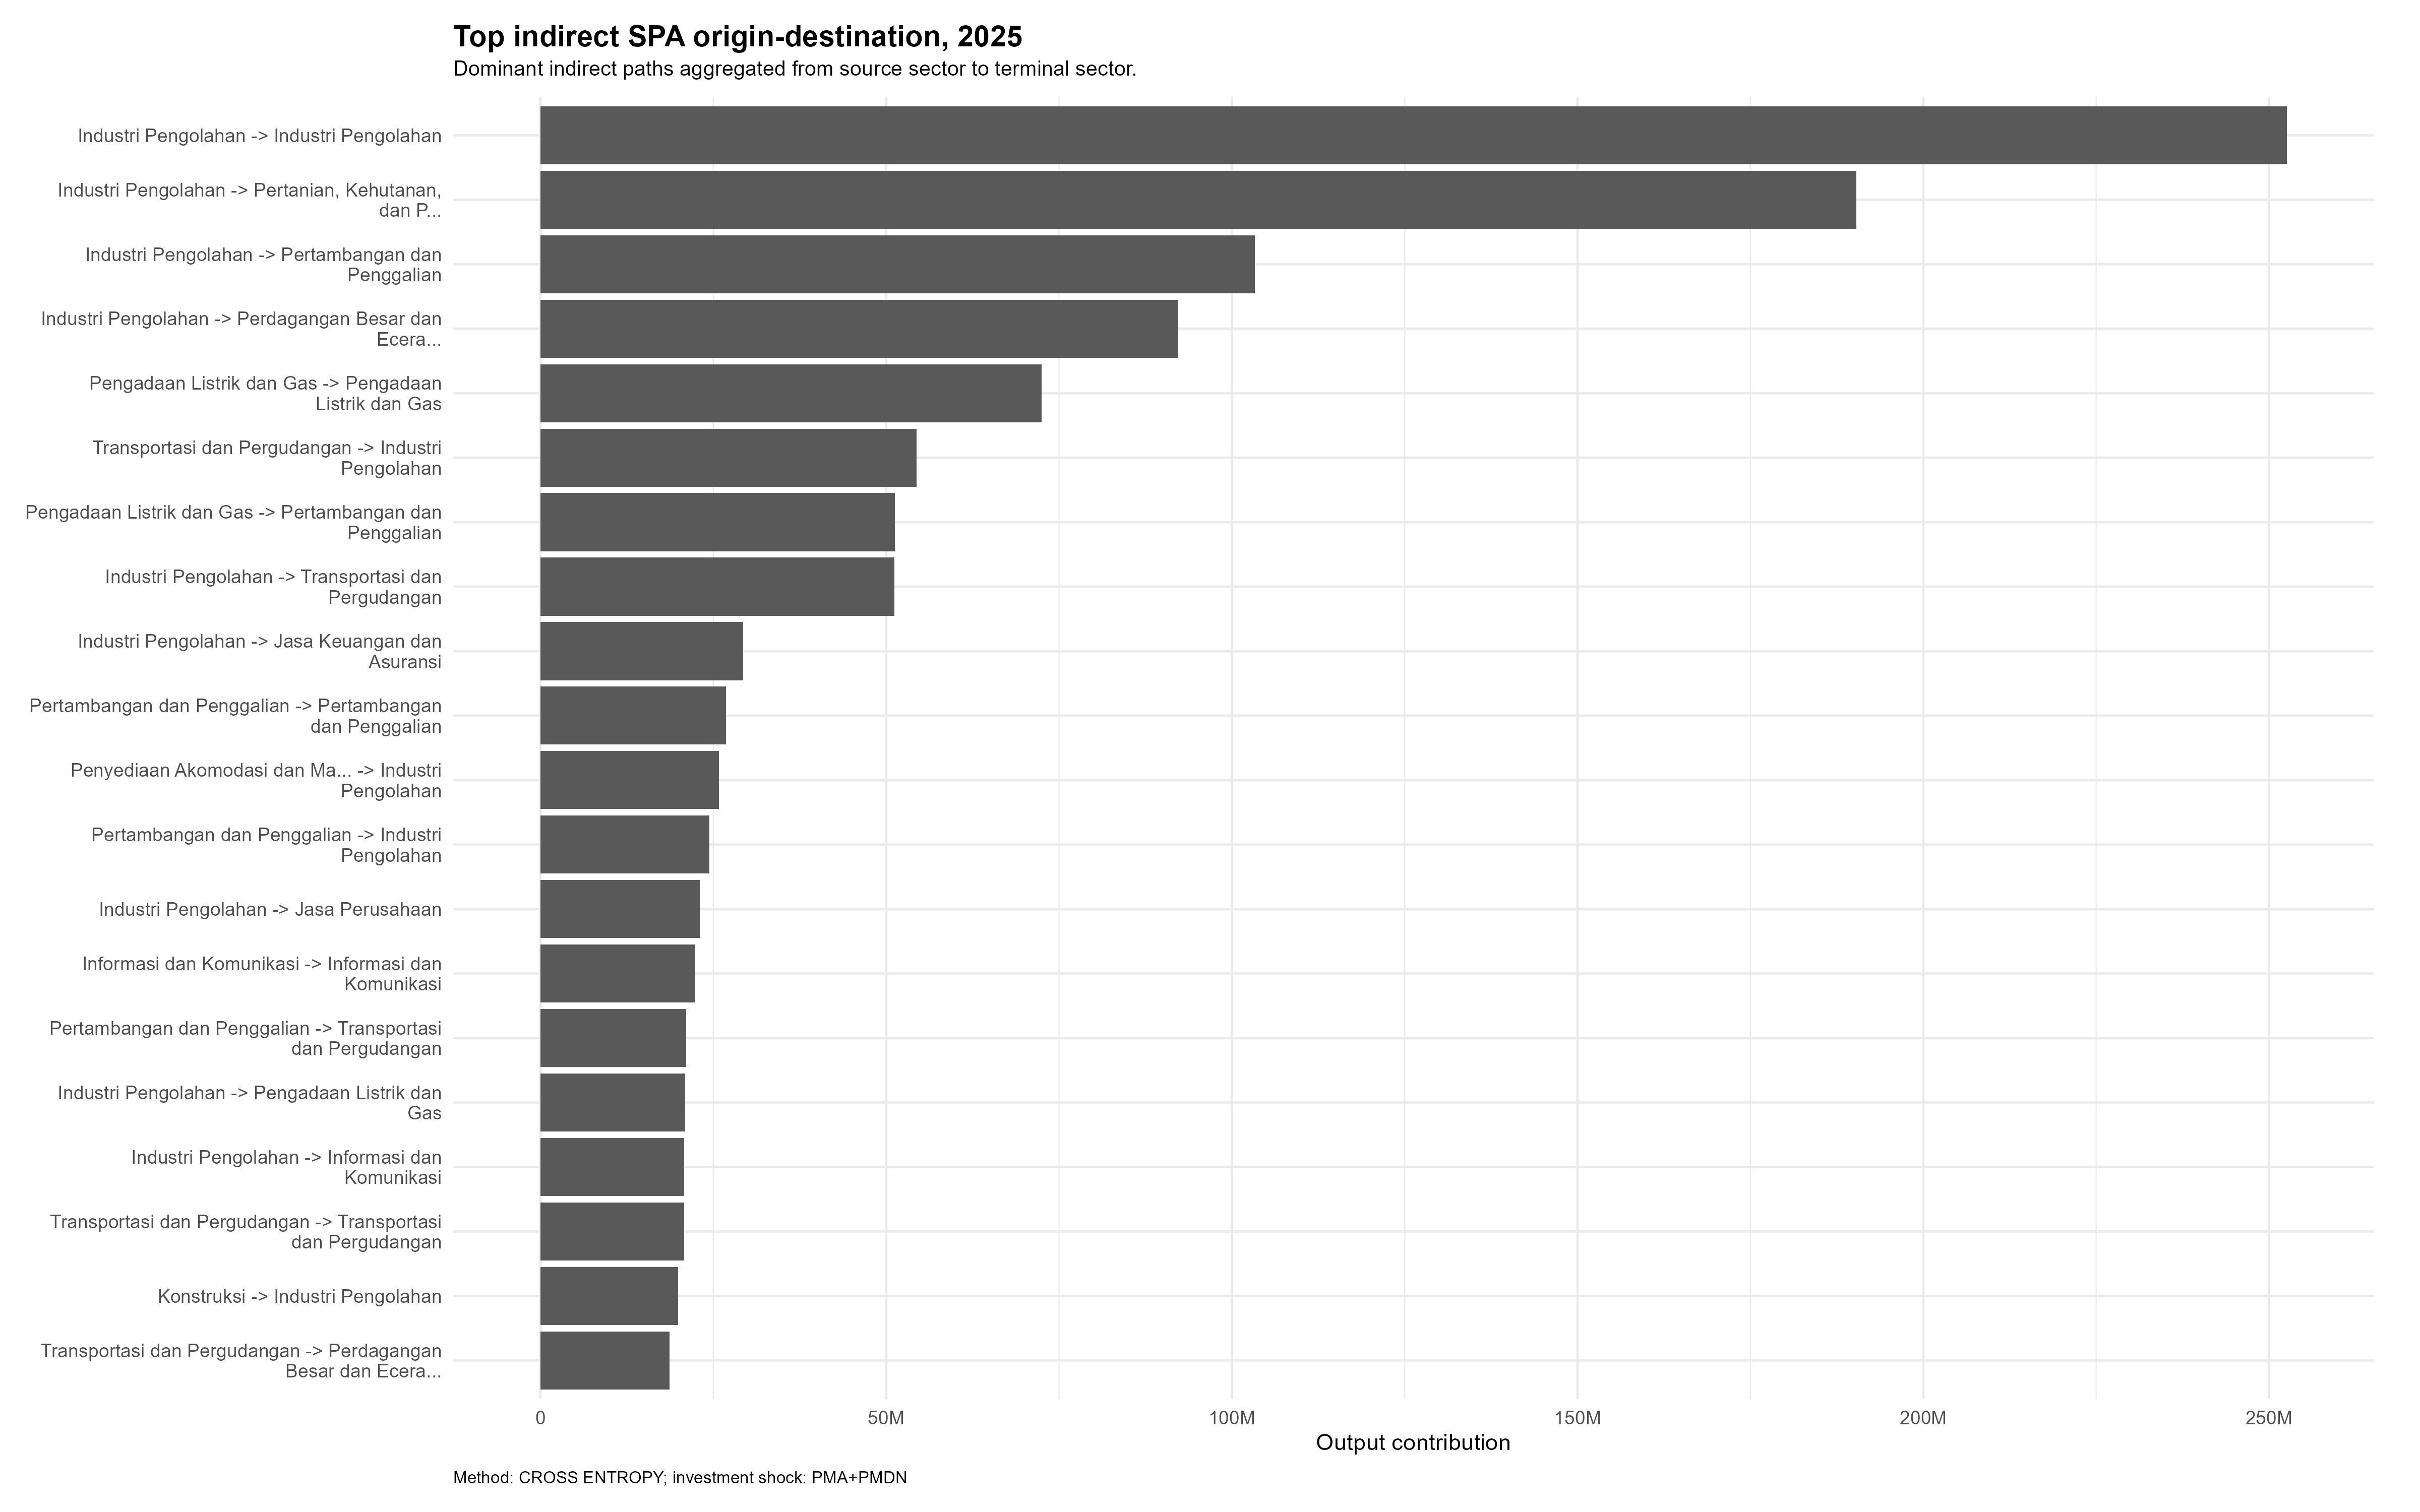 Top indirect SPA origin-destination, 2025
Dominant indirect paths aggregated from source sector to terminal sector.
Industri Pengolahan -> Industri Pengolahan
Industri Pengolahan -> Pertanian, Kehutanan,
dan P...
Industri Pengolahan -> Pertambangan dan
Penggalian
Industri Pengolahan -> Perdagangan Besar dan
Ecera...
Pengadaan Listrik dan Gas -> Pengadaan
Listrik dan Gas
Transportasi dan Pergudangan -> Industri
Pengolahan
Pengadaan Listrik dan Gas -> Pertambangan dan
Penggalian
Industri Pengolahan -> Transportasi dan
Pergudangan
Industri Pengolahan -> Jasa Keuangan dan
Asuransi
Pertambangan dan Penggalian -> Pertambangan
dan Penggalian
Penyediaan Akomodasi dan Ma... -> Industri
Pengolahan
Pertambangan dan Penggalian -> Industri
Pengolahan
Industri Pengolahan -> Jasa Perusahaan
Informasi dan Komunikasi -> Informasi dan
Komunikasi
Pertambangan dan Penggalian -> Transportasi
dan Pergudangan
Industri Pengolahan -> Pengadaan Listrik dan
Gas
Industri Pengolahan -> Informasi dan
Komunikasi
Transportasi dan Pergudangan -> Transportasi
dan Pergudangan
Konstruksi -> Industri Pengolahan
Transportasi dan Pergudangan -> Perdagangan
Besar dan Ecera...
0 50M 100M 150M 200M 250M
Output contribution
Method: CROSS ENTROPY; investment shock: PMA+PMDN